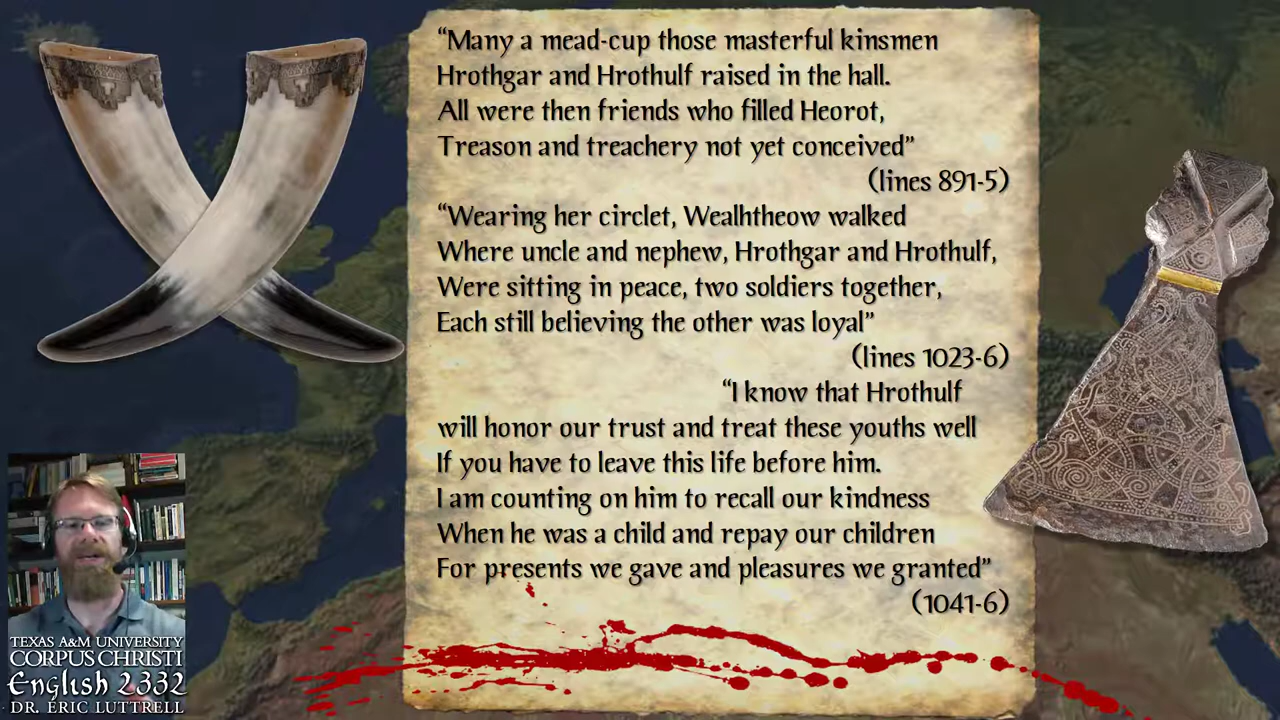 “Many a mead-cup those masterful kinsmen
Hrothgar and Hrothulf raised in the hall.
All were then friends who filled Heorot,
Treason and treachery not yet conceived”
(lines 891-5)
“Wearing her circlet, Wealhtheow walked
Where uncle and nephew, Hrothgar and Hrothulf,
Were sitting in peace, two soldiers together,
Each still believing the other was loyal”
(lines 1023-6)
“I know that Hrothulf
will honor our trust and treat these youths well
If you have to leave this life before him.
I am counting on him to recall our kindness
When he was a child and repay our children
For presents we gave and pleasures we granted”
(1041-6)
TEXAS A&M UNIVERSITY
CORPUS CHRISTI
English 2332
DR. ERIC LUTTRELL